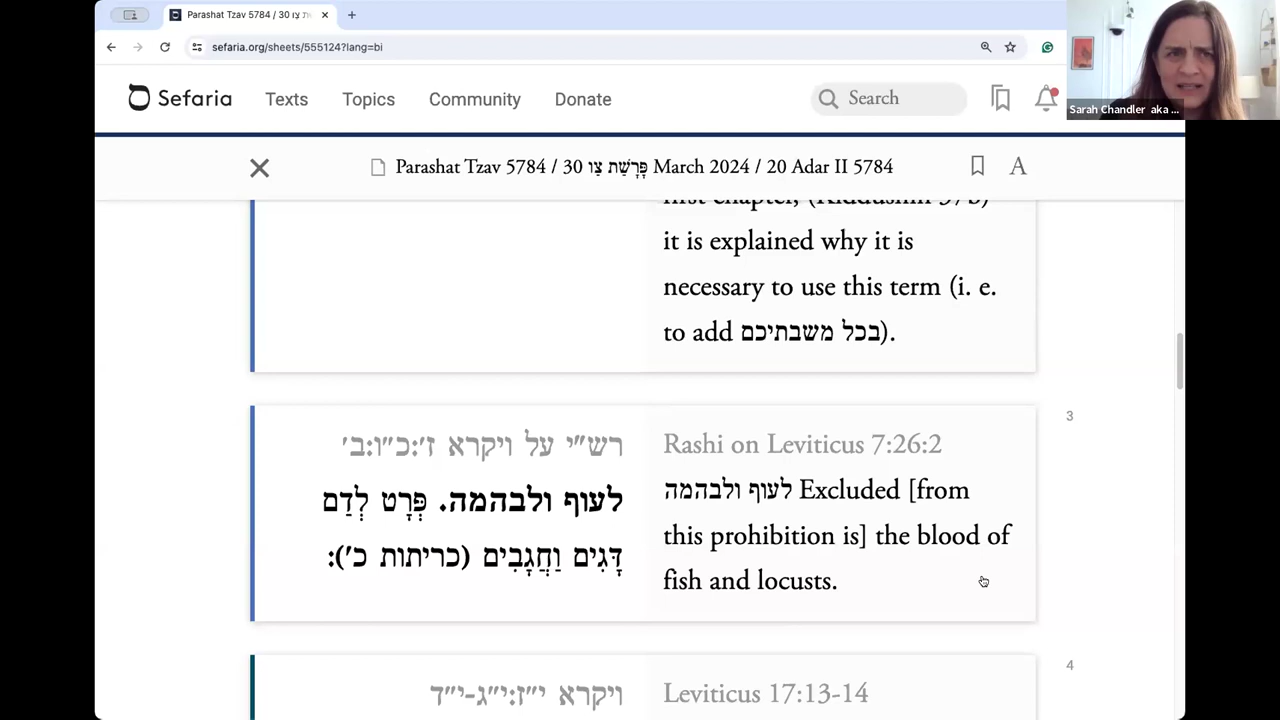 Parashat Tzav 5784 / 30
sefaria.org/sheets/555124?lang=bi
Sefaria Texts Topics Community Donate Search
Sarah Chandler aka ...
Parashat Tzav 5784 / 30 פָּרָשַׁת צַו March 2024 / 20 Adar II 5784
first chapter, (Kiddushin 37b)
it is explained why it is
necessary to use this term (i. e.
to add בכל משבתיכם).
3
רש״י על ויקרא ז׳:כ״ו:ב׳
לעוף ולבהמה. פְּרָט לְדַם
דָּגִים וַחֲגָבִים (כריתות כ'):
Rashi on Leviticus 7:26:2
לעוף ולבהמה Excluded [from
this prohibition is] the blood of
fish and locusts.
4
ויקרא י״ז:י״ג-י״ד
Leviticus 17:13-14